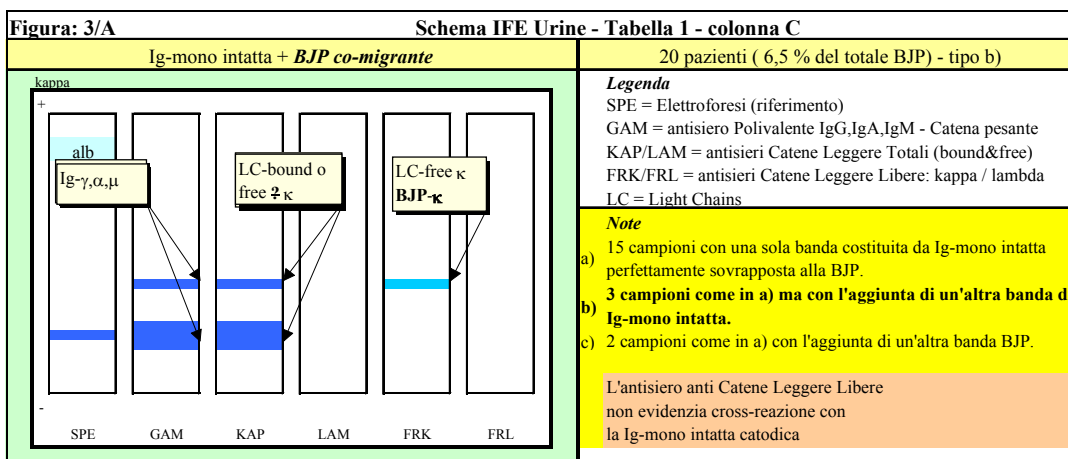 Figura: 3/A Schema IFE Urine - Tabella 1 - colonna C
Ig-mono intatta + BJP co-migrante
20 pazienti ( 6,5 % del totale BJP) - tipo b)
kappa
+
alb
Ig-γ,α,μ
LC-bound o
free ? κ
LC-free κ
BJP-κ
-
SPE GAM KAP LAM FRK FRL
Legenda
SPE = Elettroforesi (riferimento)
GAM = antisiero Polivalente IgG,IgA,IgM - Catena pesante
KAP/LAM = antisieri Catene Leggere Totali (bound&free)
FRK/FRL = antisieri Catene Leggere Libere: kappa / lambda
LC = Light Chains
Note
a) 15 campioni con una sola banda costituita da Ig-mono intatta
perfettamente sovrapposta alla BJP.
b) 3 campioni come in a) ma con l'aggiunta di un'altra banda d
Ig-mono intatta.
c) 2 campioni come in a) con l'aggiunta di un'altra banda BJP.
L'antisiero anti Catene Leggere Libere
non evidenzia cross-reazione con
la Ig-mono intatta catodica